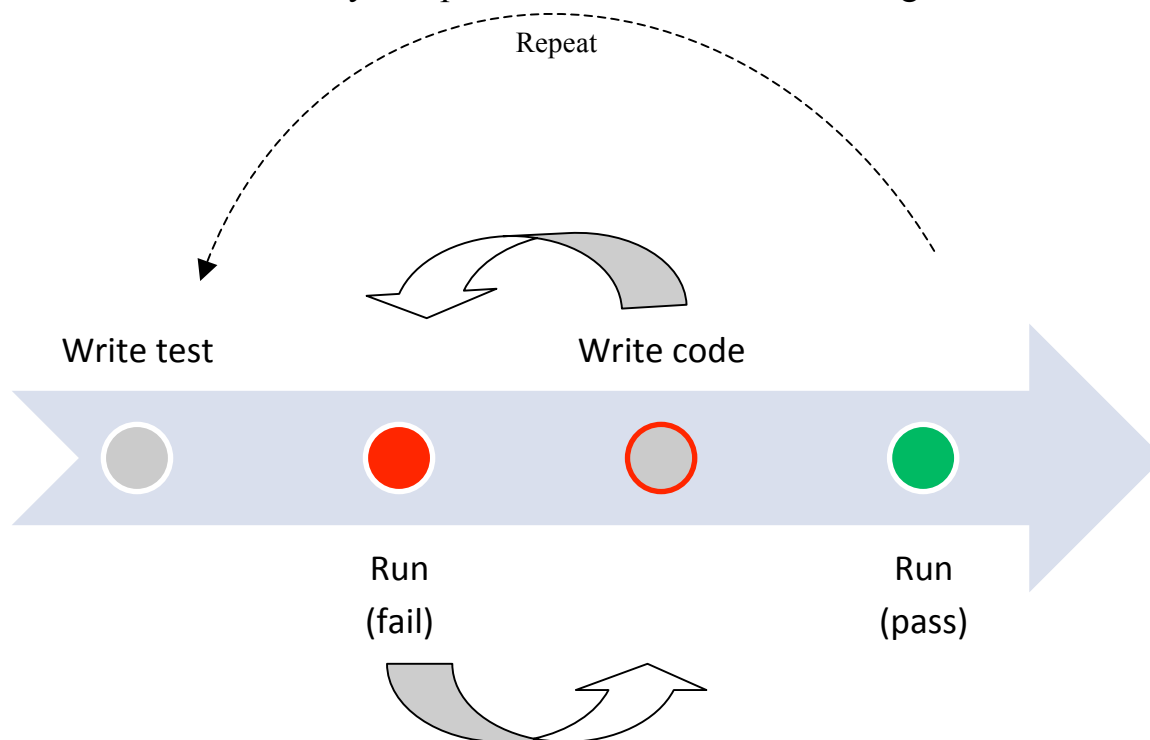 Repeat
Write test
Write code
Run
(fail)
Run
(pass)